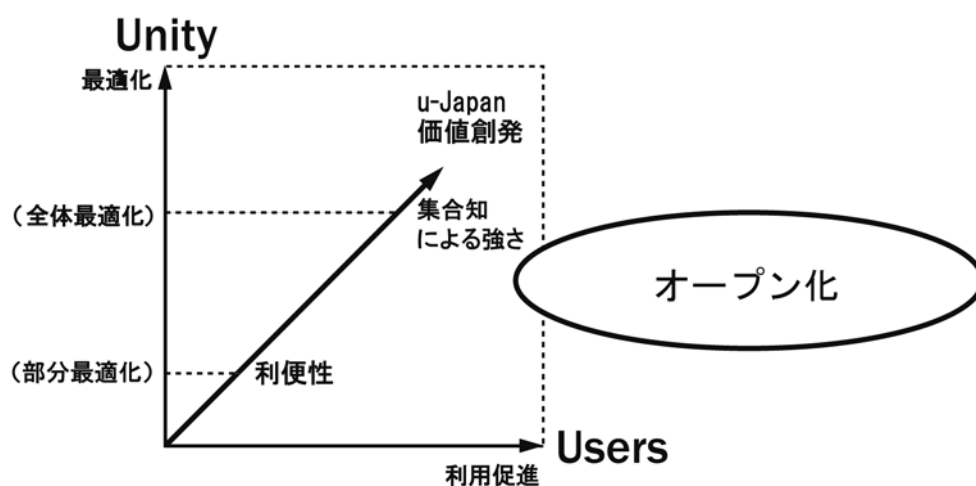 Unity
最適化
u-Japan
価値創発
(全体最適化)
集合知
による強さ
オープン化
(部分最適化)
利便性
Users
利用促進